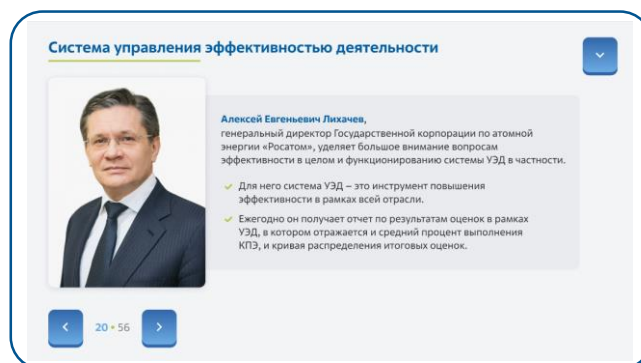 Система управления эффективностью деятельности
Алексей Евгеньевич Лихачев,
генеральный директор Государственной корпорации по атомной
энергии «Росатом», уделяет большое внимание вопросам
эффективности в целом и функционированию системы УЭД в частности.
Для него система УЭД – это инструмент повышения
эффективности в рамках всей отрасли.
Ежегодно он получает отчет по результатам оценок в рамках
УЭД, в котором отражается и средний процент выполнения
КПЭ, и кривая распределения итоговых оценок.
20 • 56